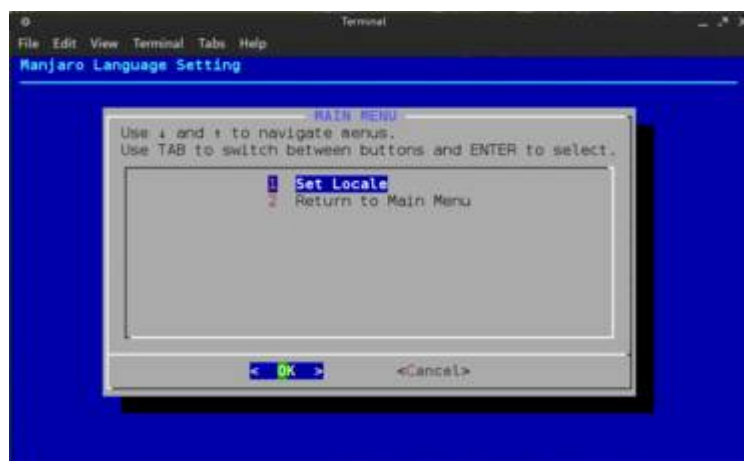 Terminal
File Edit View Terminal Tabs Help
Manjaro Language Setting
MAIN MENU
Use ↓ and ↑ to navigate menus.
Use TAB to switch between buttons and ENTER to select.
1 Set Locale
2 Return to Main Menu
< OK > <Cancel>